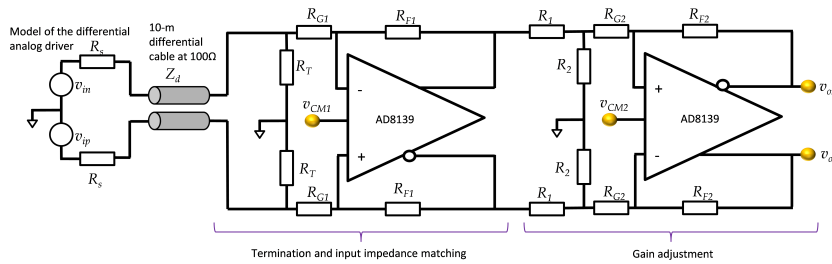 Model of the differential
analog driver
10-m
differential
cable at 100Ω
Zd
Rs
vin
vip
Rs
RG1
RF1
RT
vCM1
-
+
AD8139
RT
RG1
RF1
R1
RG2
RF2
R2
vCM2
+
-
AD8139
R2
R1
RG2
RF2
vo
vo
Termination and input impedance matching
Gain adjustment